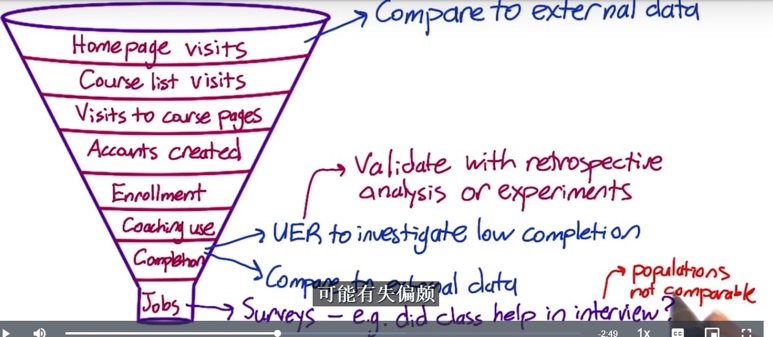 Compare to external data
Homepage visits
Course list visits
Visits to course pages
Accounts created
Validate with retrospective
analysis or experiments
Enrollment
Coaching use
UER to investigate low completion
Completion
Compare to external data
populations
not comparable
可能有失偏颇
Jobs
Surveys – e.g. did class help in interview?
-2:49
1x
CC